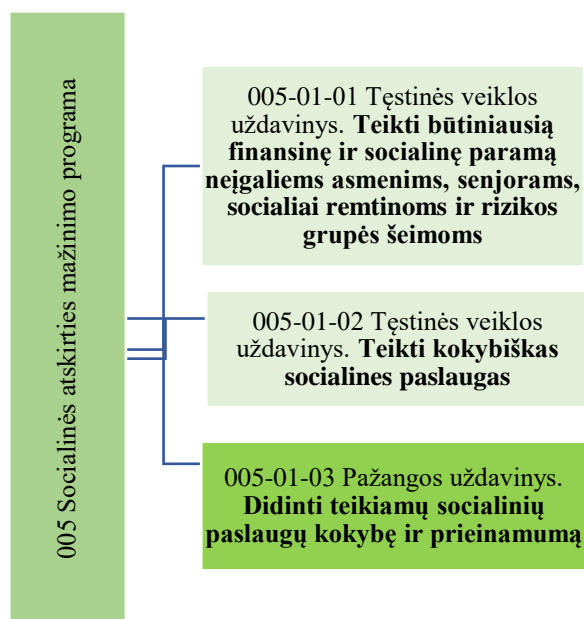 005 Socialinės atskirties mažinimo programa
005-01-01 Tęstinės veiklos
uždavinys. Teikti būtiniausią
finansinę ir socialinę paramą
neįgaliems asmenims, senjorams,
socialiai remtinoms ir rizikos
grupės šeimoms
005-01-02 Tęstinės veiklos
uždavinys. Teikti kokybiškas
socialines paslaugas
005-01-03 Pažangos uždavinys.
Didinti teikiamų socialinių
paslaugų kokybę ir prieinamumą